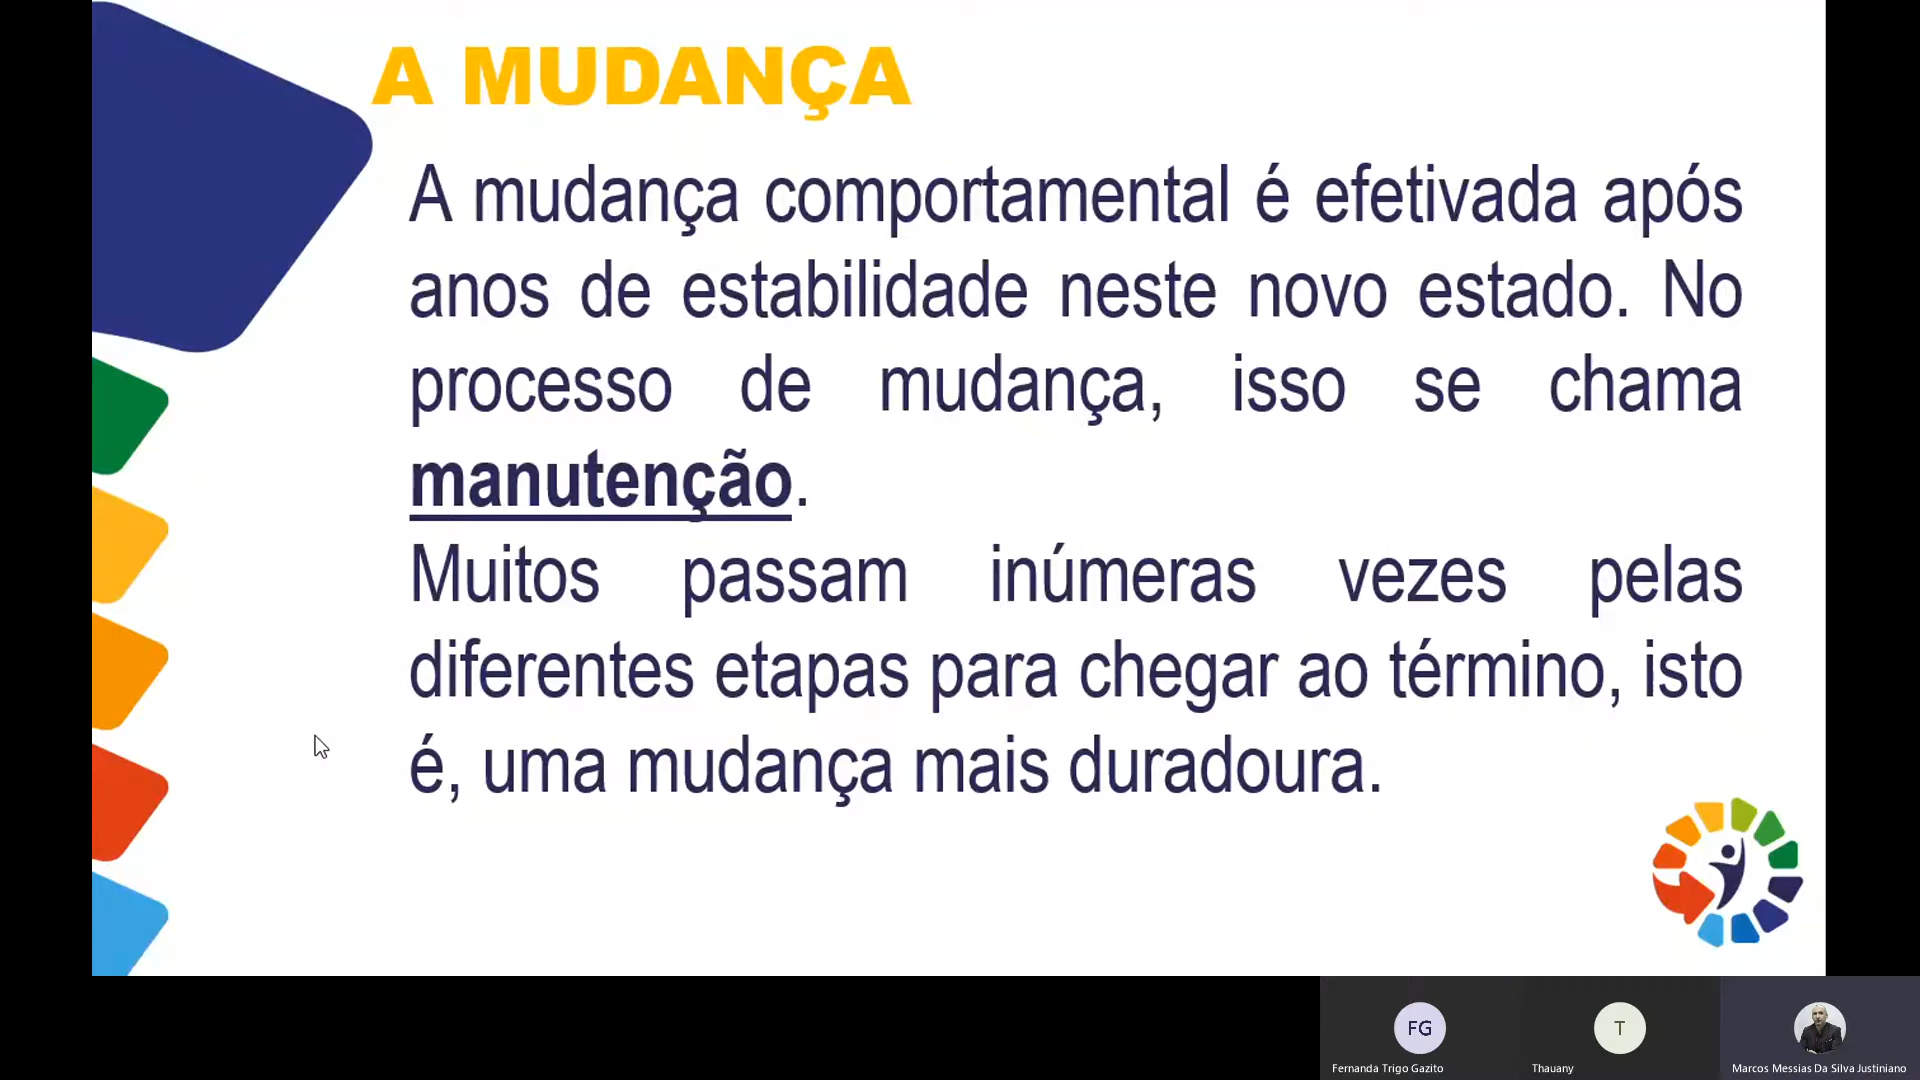 A MUDANÇA
A mudança comportamental é efetivada após
anos de estabilidade neste novo estado. No
processo de mudança, isso se chama
manutenção.
Muitos passam inúmeras vezes pelas
diferentes etapas para chegar ao término, isto
é, uma mudança mais duradoura.
FG
T
Fernanda Trigo Gazito
Thauany
Marcos Messias Da Silva Justiniano